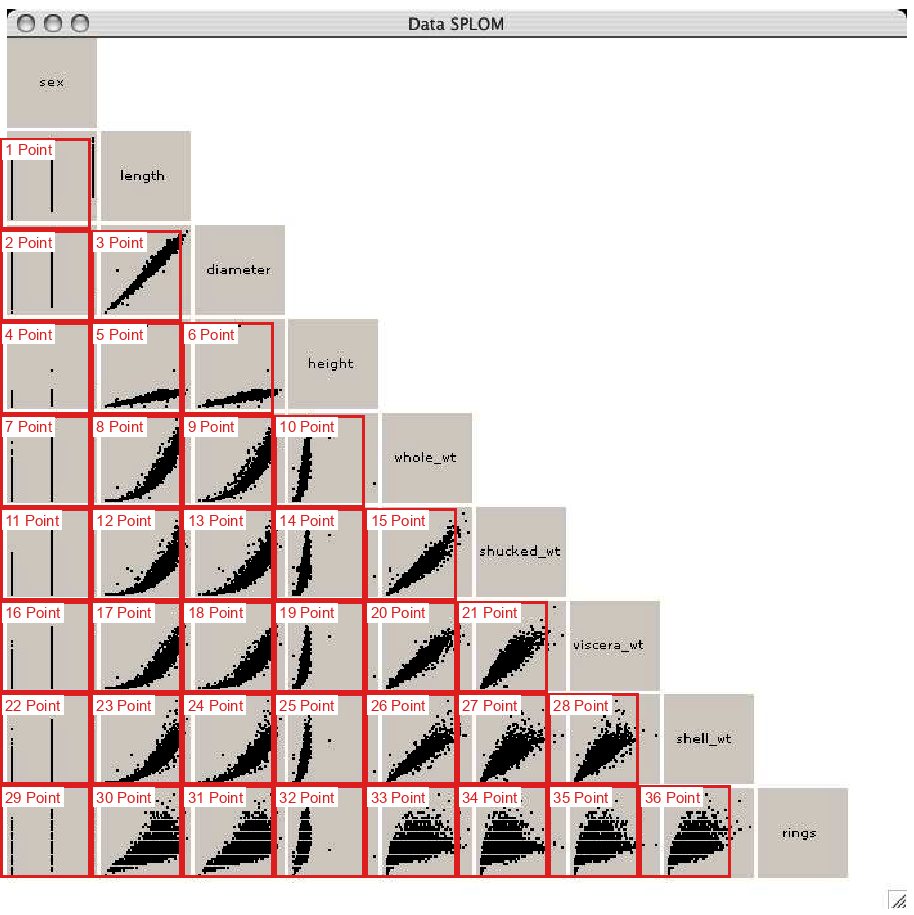 Data SPLOM
sex
1 Point
length
2 Point
3 Point
diameter
4 Point
5 Point
6 Point
height
7 Point
8 Point
9 Point
10 Point
whole_wt
11 Point
12 Point
13 Point
14 Point
15 Point
shucked_wt
16 Point
17 Point
18 Point
19 Point
20 Point
21 Point
viscera_wt
22 Point
23 Point
24 Point
25 Point
26 Point
27 Point
28 Point
shell_wt
29 Point
30 Point
31 Point
32 Point
33 Point
34 Point
35 Point
36 Point
rings